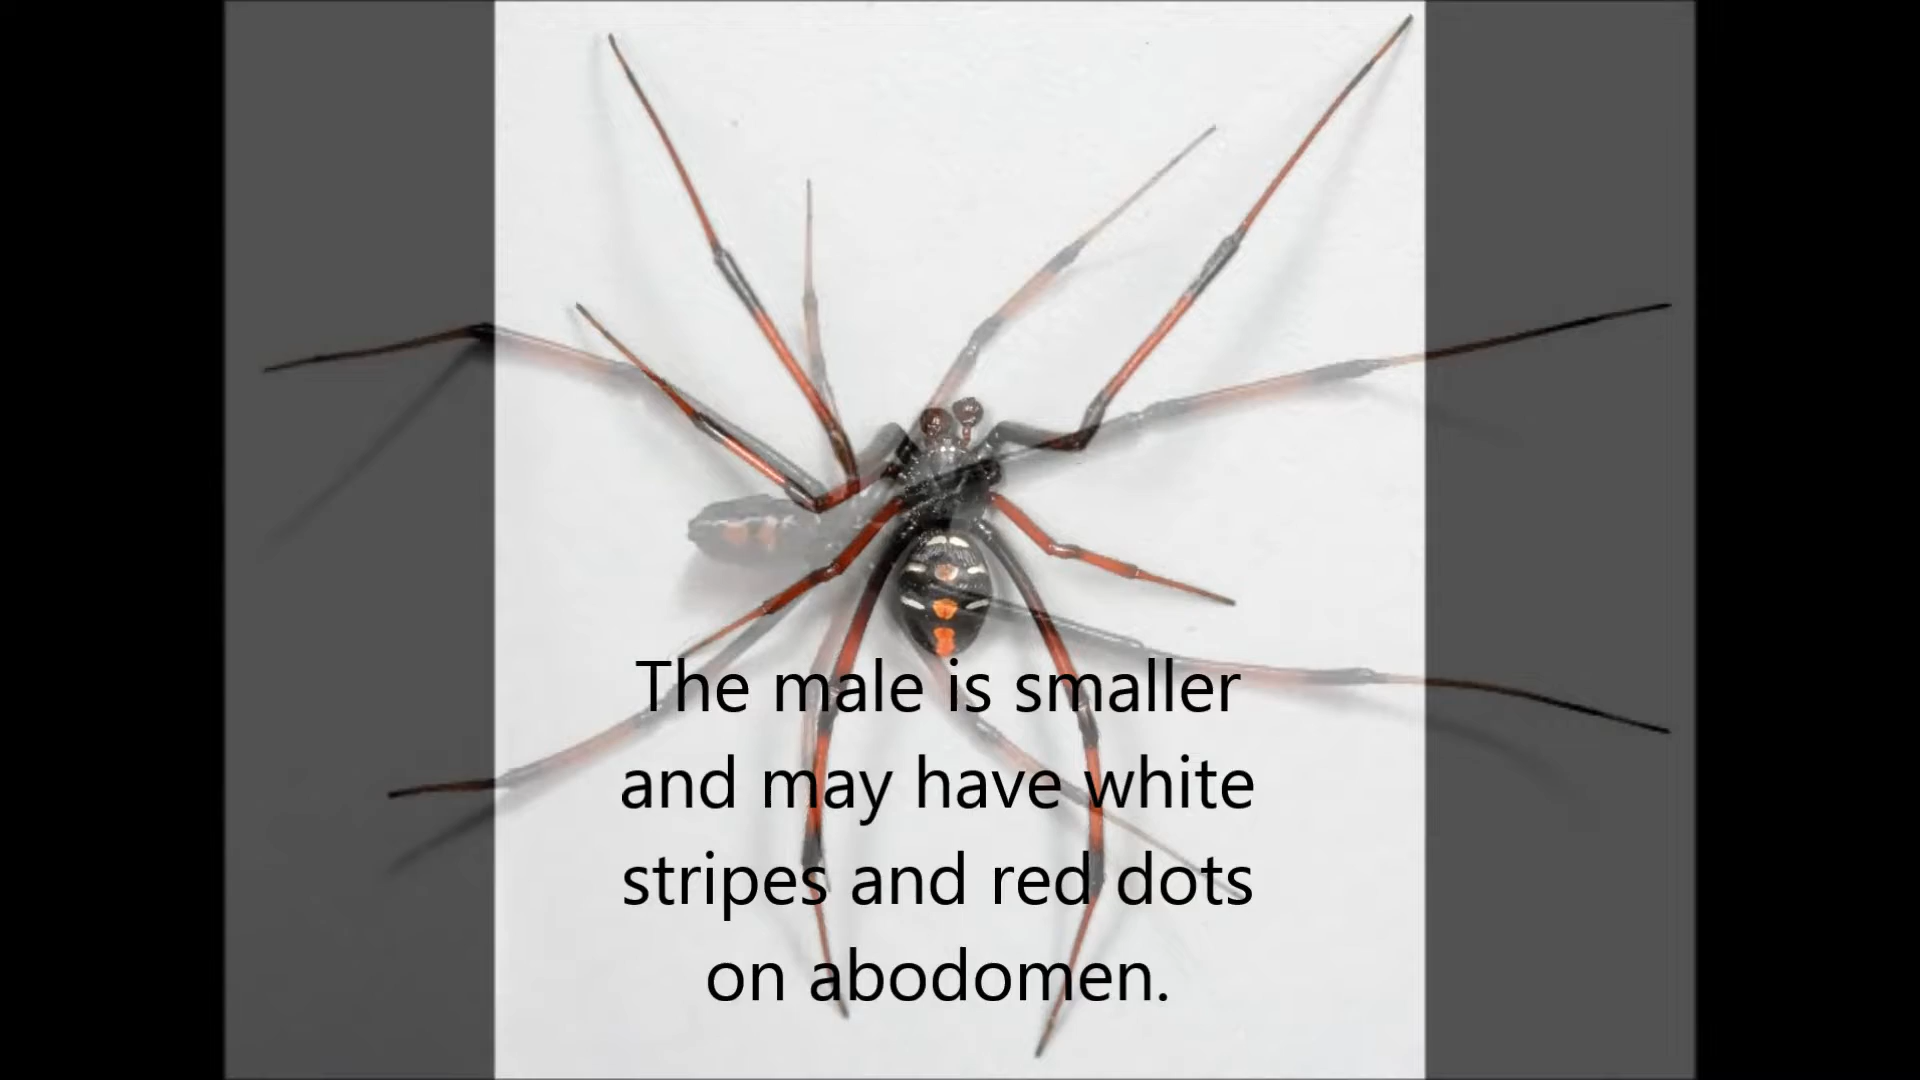 The male is smaller
and may have white
stripes and red dots
on abodomen.